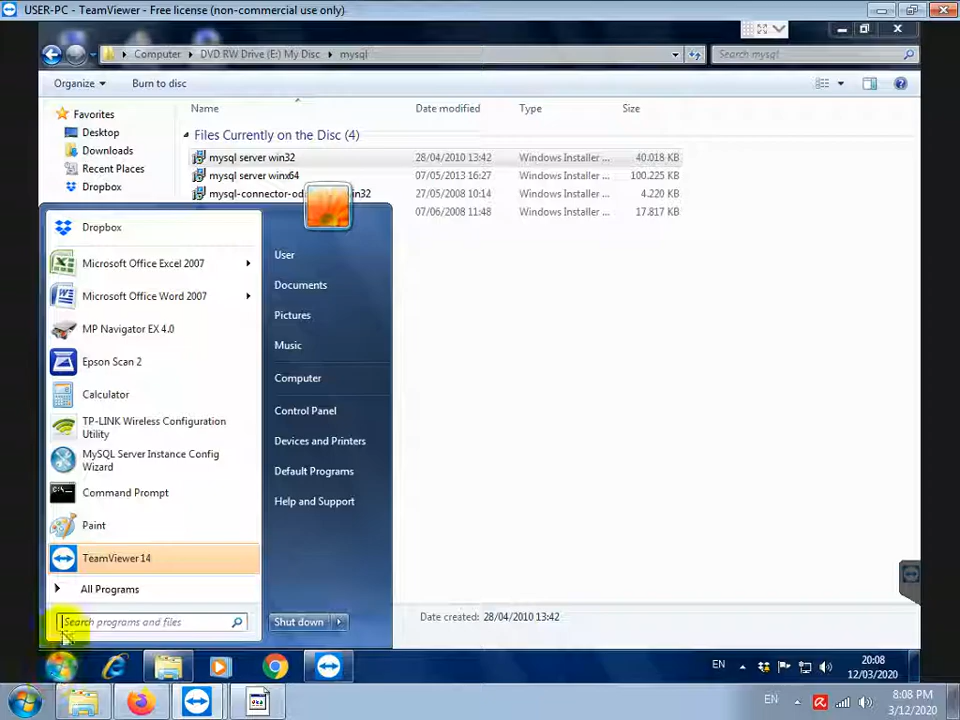 USER-PC - TeamViewer - Free license (non-commercial use only)
Computer DVD RW Drive (E:) My Disc mysql
Search mysql
Organize Burn to disc
Name Date modified Type Size
Files Currently on the Disc (4)
mysql server win32 28/04/2010 13:42 Windows Installer ... 40.018 KB
mysql server winx64 07/05/2013 16:27 Windows Installer ... 100.225 KB
mysql-connector-od 32 27/05/2008 10:14 Windows Installer ... 4.220 KB
07/06/2008 11:48 Windows Installer ... 17.817 KB
Favorites
Desktop
Downloads
Recent Places
Dropbox
Dropbox
Microsoft Office Excel 2007
Microsoft Office Word 2007
MP Navigator EX 4.0
Epson Scan 2
Calculator
TP-LINK Wireless Configuration
Utility
MySQL Server Instance Config
Wizard
Command Prompt
Paint
TeamViewer 14
All Programs
Search programs and files
User
Documents
Pictures
Music
Computer
Control Panel
Devices and Printers
Default Programs
Help and Support
Shut down
Date created: 28/04/2010 13:42
EN 20:08
12/03/2020
EN 8:08 PM
3/12/2020